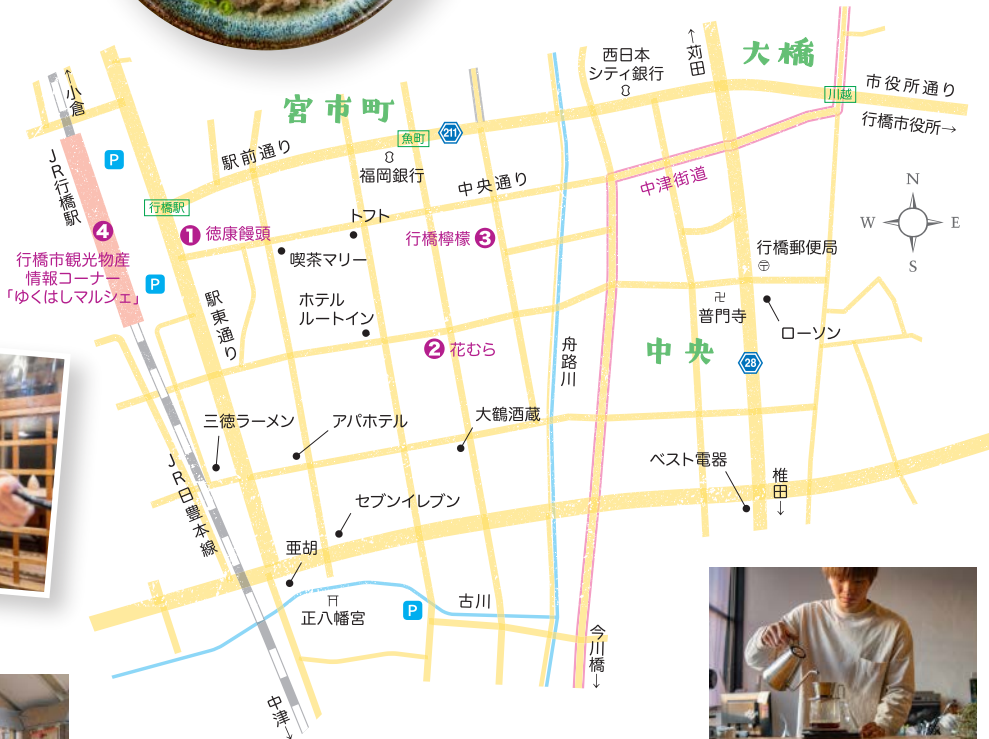 大橋
宮市町
中央
西日本
シティ銀行
↑苅田
市役所通り
川越
行橋市役所→
↑小倉
JR行橋駅
P
駅前通り
魚町
211
福岡銀行
中央通り
中津街道
N
W
E
S
行橋駅
❶徳康饅頭
トフト
行橋檸檬❸
❹
行橋市観光物産
情報コーナー
「ゆくはしマルシェ」
P
喫茶マリー
行橋郵便局
駅東通り
ホテル
ルートイン
卍
普門寺
ローソン
❷花むら
舟路川
28
三徳ラーメン
アパホテル
大鶴酒蔵
JR日豊本線
ベスト電器
椎田↓
セブンイレブン
亜胡
正八幡宮
P
古川
今川橋↓
中津↓